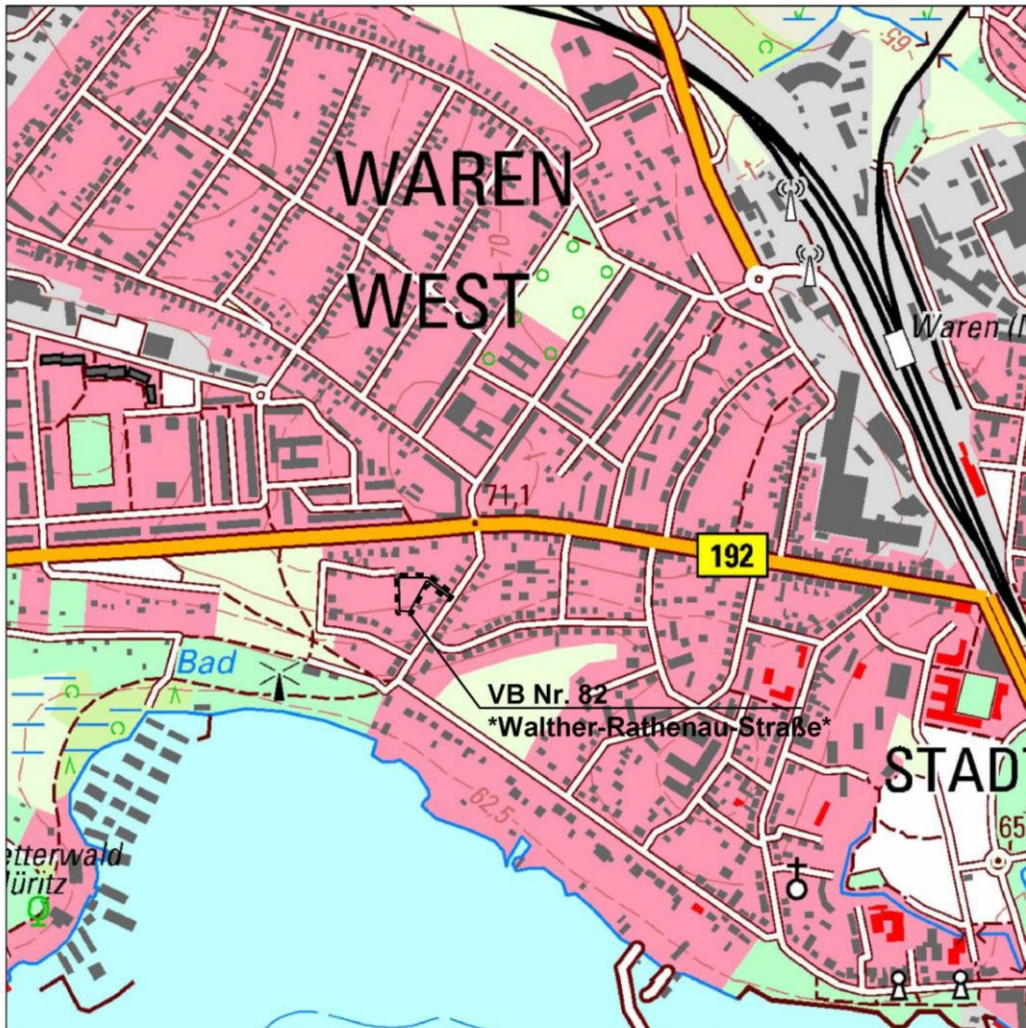 65
WAREN
70
WEST
Waren (
71,1
192
Bad
VB Nr. 82
*Walther-Rathenau-Straße*
STAD
62,5
65
etterwald
üritz